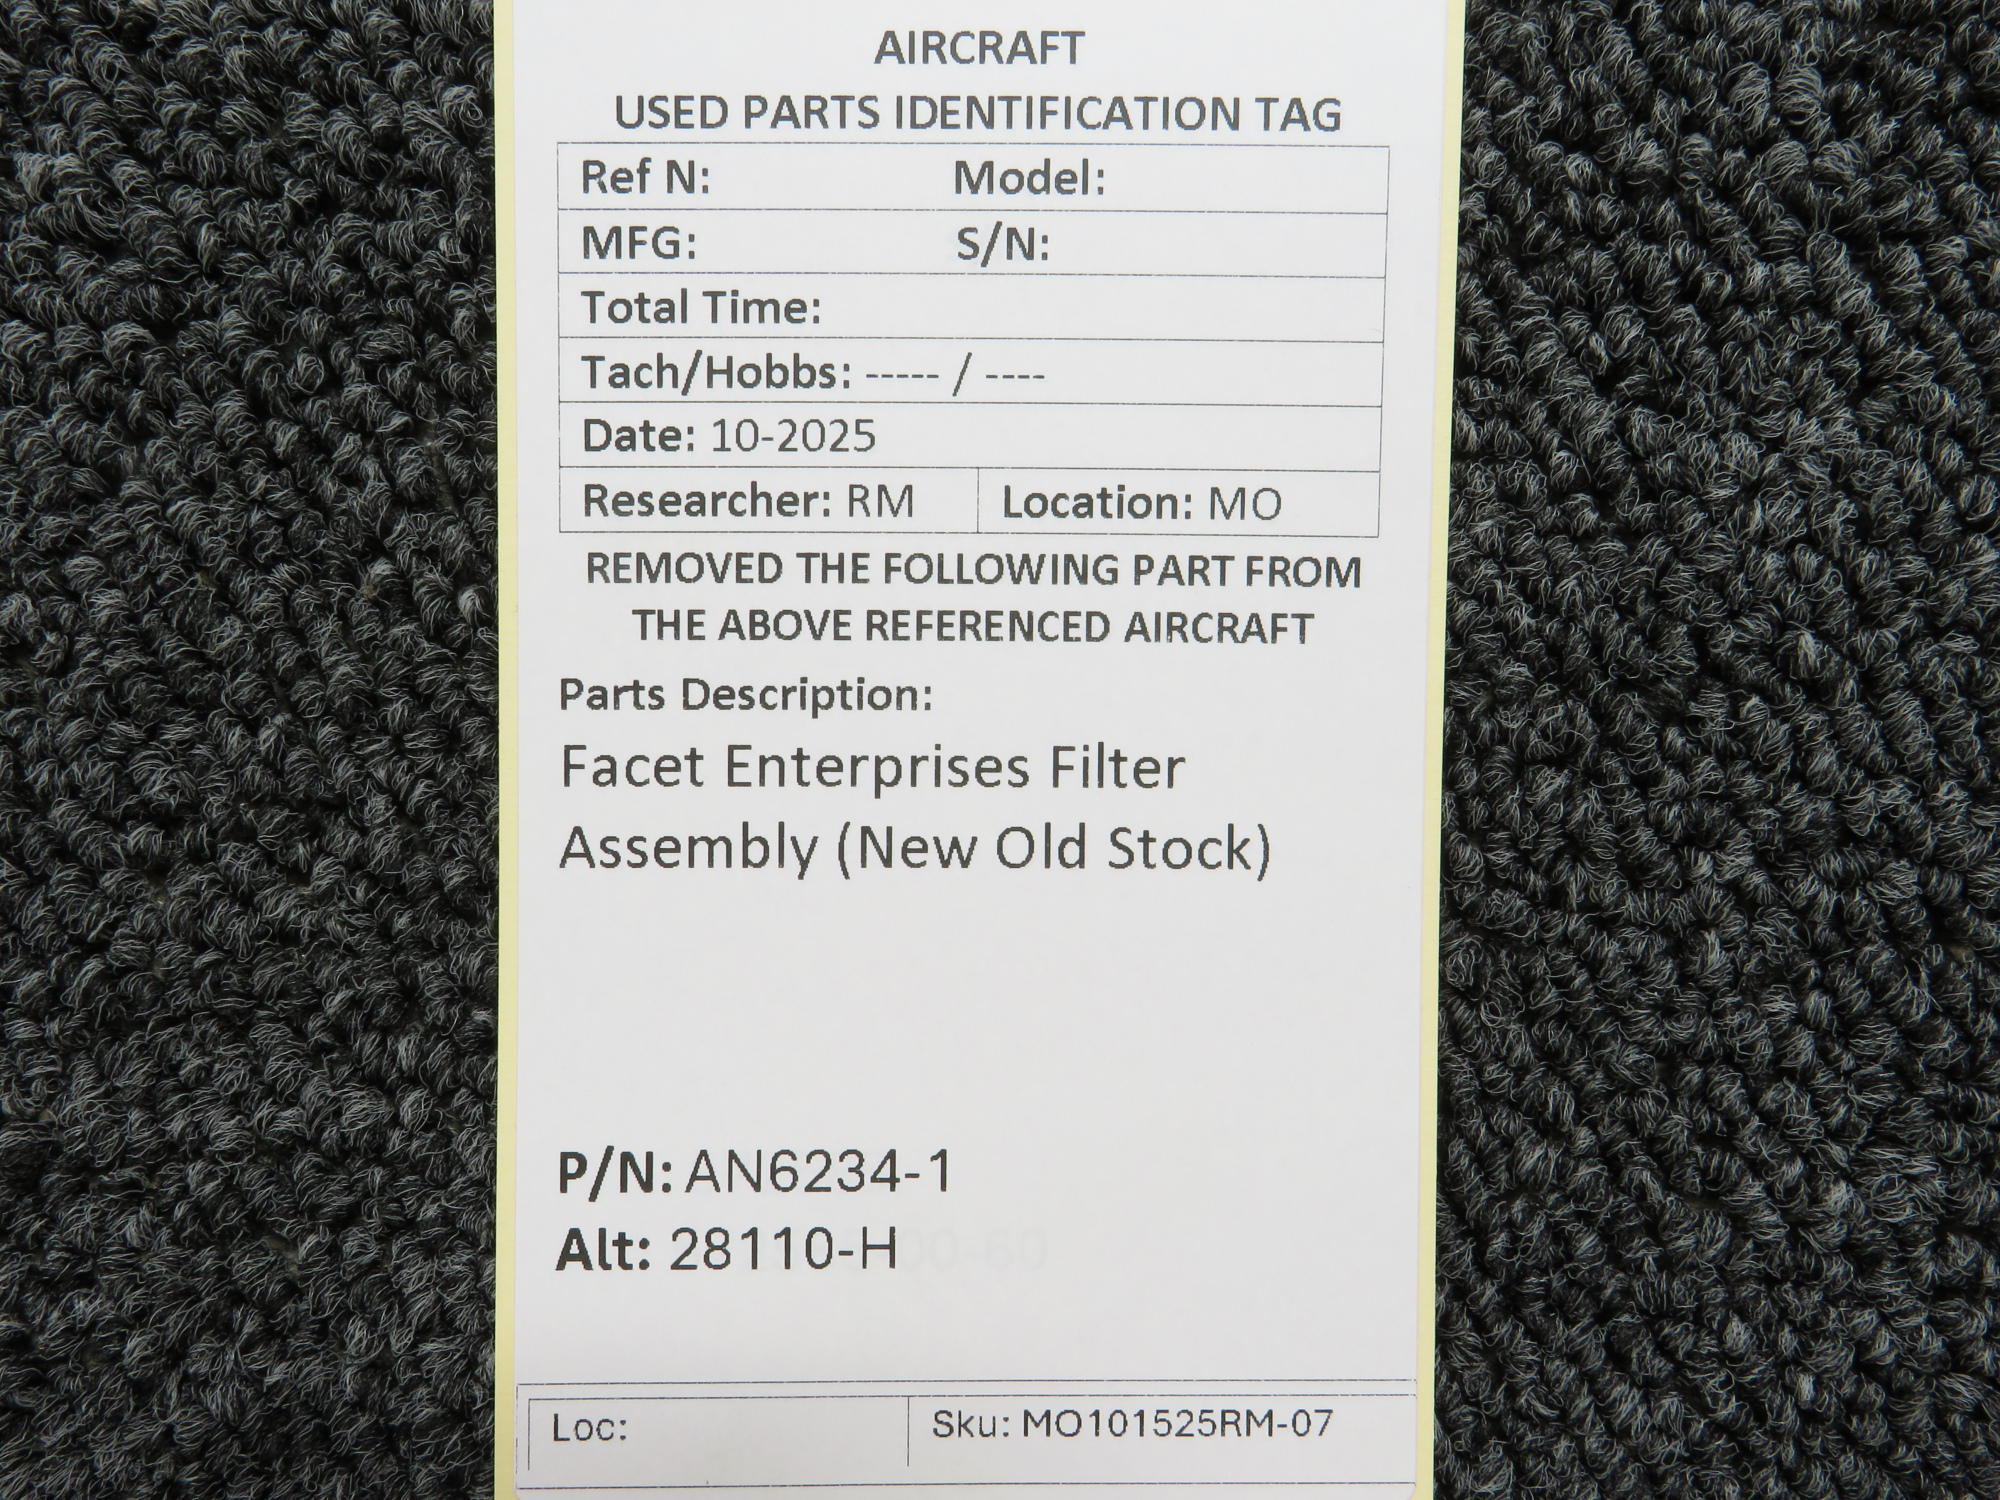 AIRCRAFT
USED PARTS IDENTIFICATION TAG
Ref N: Model:
MFG: S/N:
Total Time:
Tach/Hobbs: ----- / ----
Date: 10-2025
Researcher: RM Location: MO
REMOVED THE FOLLOWING PART FROM
THE ABOVE REFERENCED AIRCRAFT
Parts Description:
Facet Enterprises Filter
Assembly (New Old Stock)
P/N: AN6234-1
Alt: 28110-H
Loc: Sku: MO101525RM-07